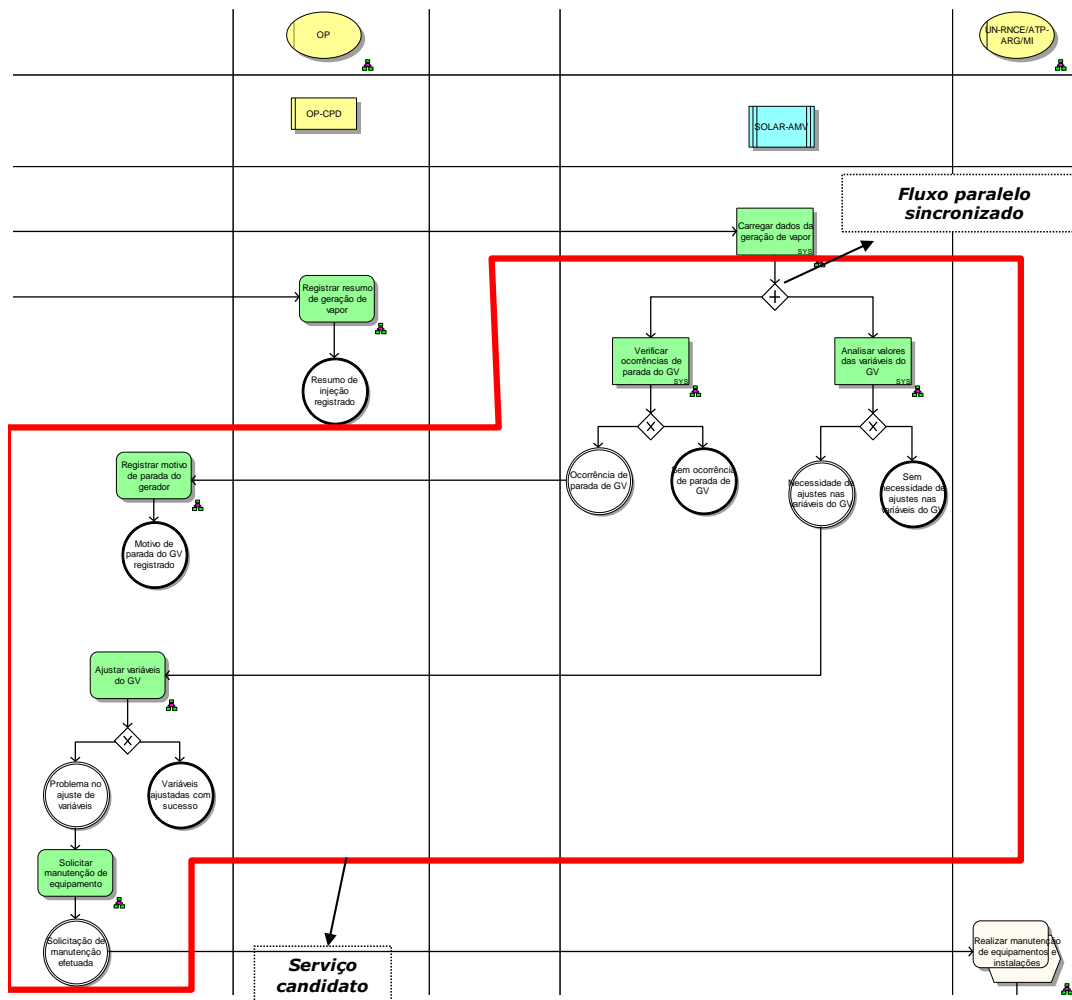 OP
UN-RNCE/ATP-
ARG/MI
OP-CPD
SOLAR-AMV
Fluxo paralelo
sincronizado
Carregar dados da
geração de vapor
SYS
Registrar resumo
de geração de
vapor
Verificar
ocorrências de
parada do GV
SYS
Analisar valores
das variáveis do
GV
SYS
Resumo de
injeção
registrado
Registrar motivo
de parada do
gerador
Ocorrência de
parada de GV
Sem ocorrência
de parada de
GV
Necessidade de
ajustes nas
variáveis do GV
Sem
necessidade de
ajustes nas
variáveis do GV
Motivo de
parada do GV
registrado
Ajustar variáveis
do GV
Problema no
ajuste de
variáveis
Variáveis
ajustadas com
sucesso
Solicitar
manutenção de
equipamento
Solicitação de
manutenção
efetuada
Serviço
candidato
Realizar manutenção
de equipamentos e
instalações